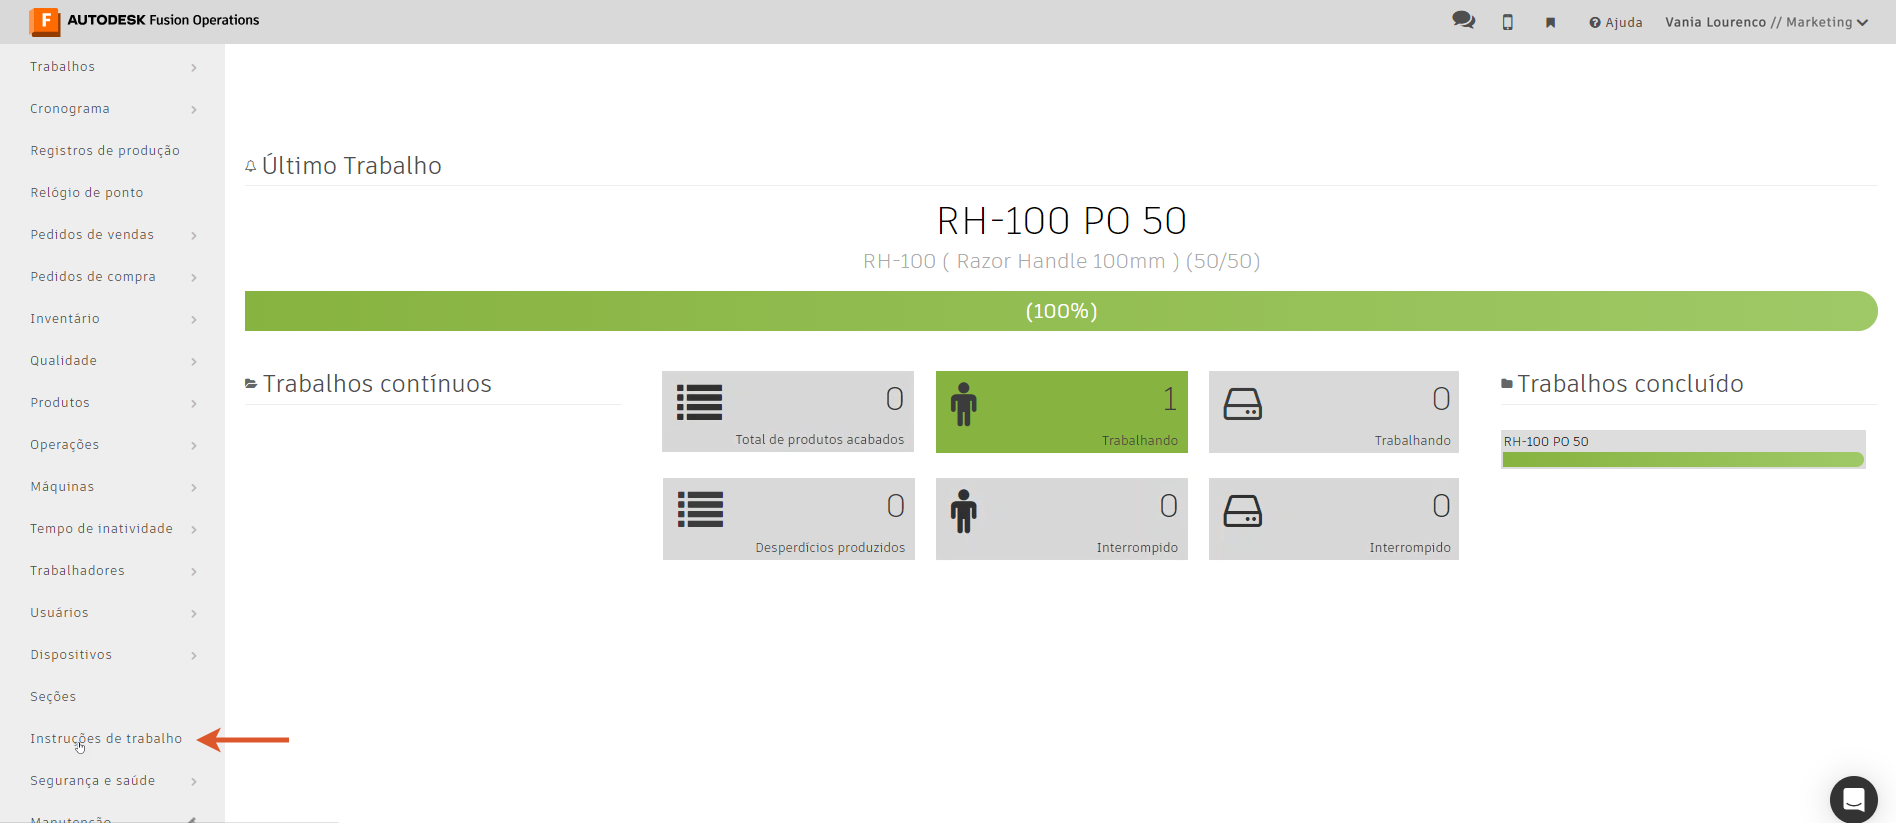 F AUTODESK Fusion Operations
Ajuda
Vania Lourenco // Marketing
Trabalhos
Cronograma
Registros de produção
Relógio de ponto
Pedidos de vendas
Pedidos de compra
Inventário
Qualidade
Produtos
Operações
Máquinas
Tempo de inatividade
Trabalhadores
Usuários
Dispositivos
Seções
Instruções de trabalho
Segurança e saúde
Manutenção
Último Trabalho
RH-100 PO 50
RH-100 ( Razor Handle 100mm ) (50/50)
(100%)
Trabalhos contínuos
0
Total de produtos acabados
1
Trabalhando
0
Trabalhando
0
Desperdícios produzidos
0
Interrompido
0
Interrompido
Trabalhos concluído
RH-100 PO 50